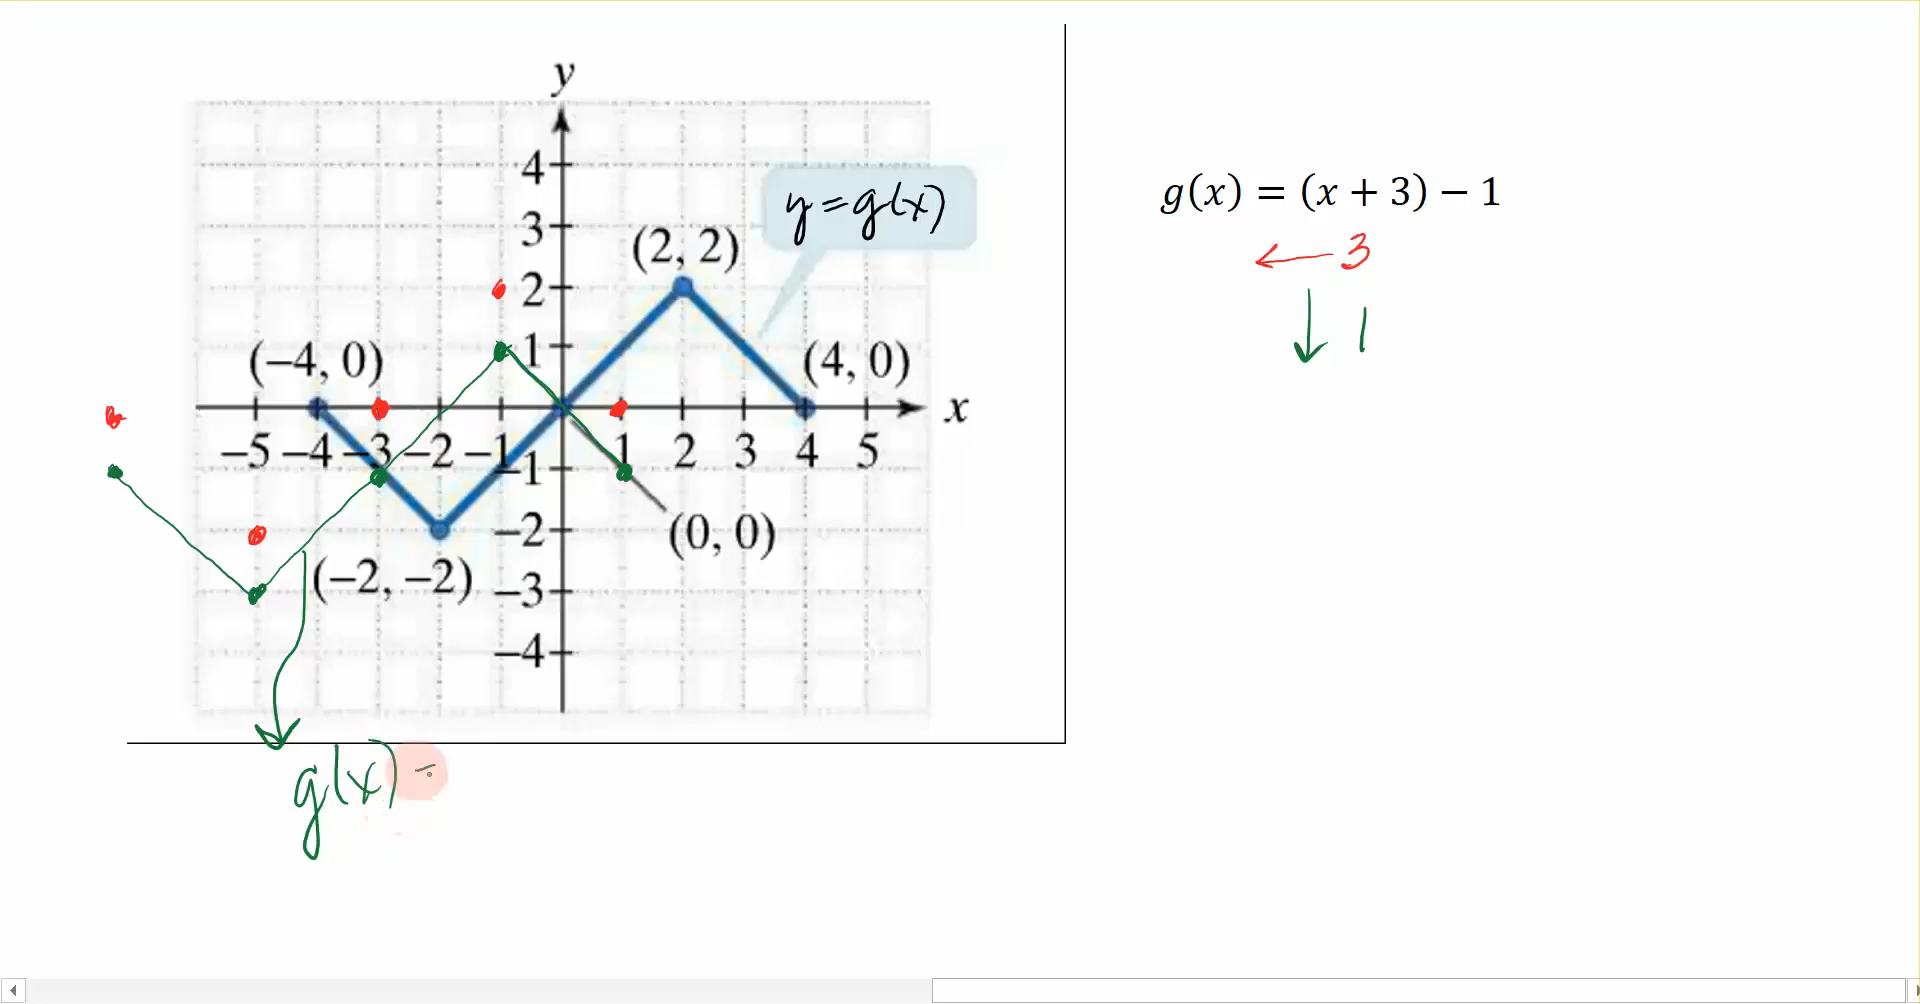 y
4
y=g(x)
g(x) = (x + 3) − 1
3
(2, 2)
← 3
2
↓ 1
(−4, 0)
1
(4, 0)
x
−5 −4 −3 −2 −1 1 2 3 4 5
−1
−2
(0, 0)
(−2, −2)
−3
−4
g(x) =